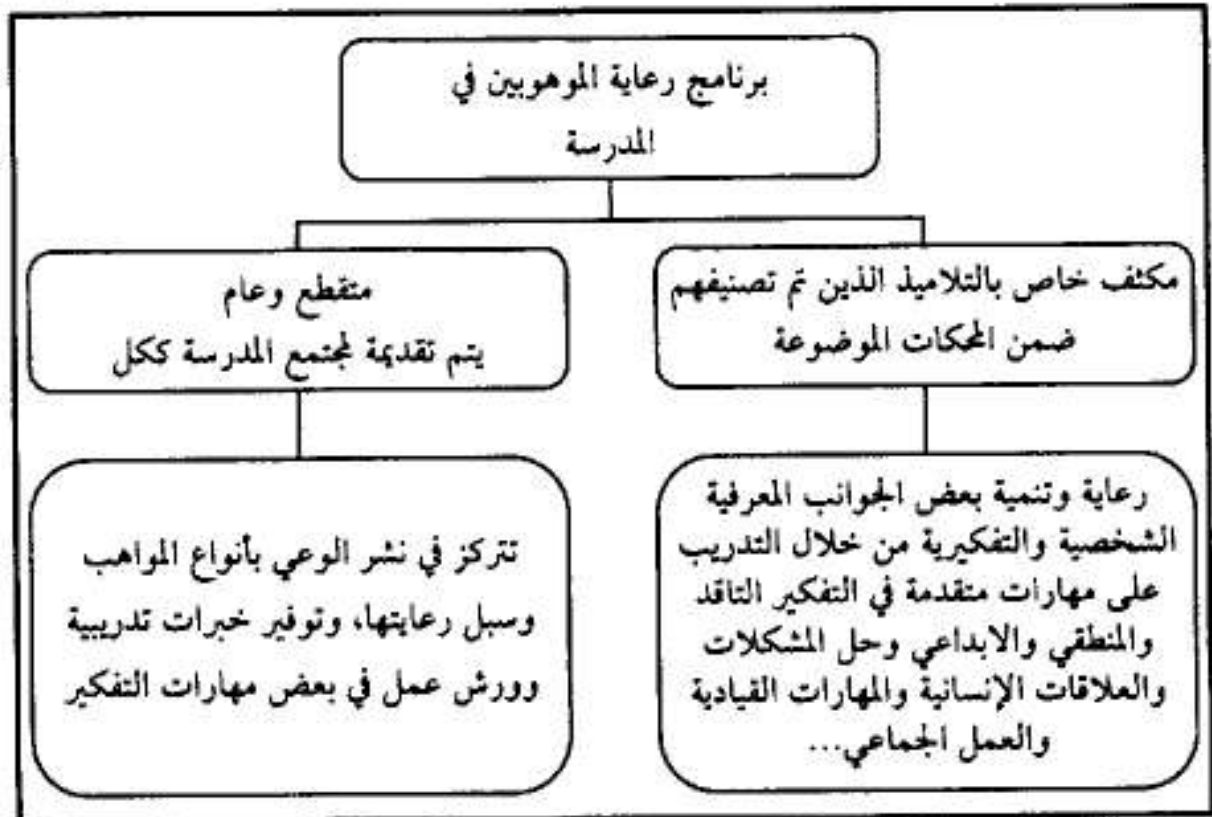 برنامج رعاية الموهوبين في
المدرسة
مكثف خاص بالتلاميذ الذين تم تصنيفهم
ضمن المحكات الموضوعة
متقطع وعام
يتم تقديمة لمجتمع المدرسة ككل
رعاية وتنمية بعض الجوانب المعرفية
الشخصية والتفكيرية من خلال التدريب
على مهارات متقدمة في التفكير التاقد
والمنطقي والابداعي وحل المشكلات
والعلاقات الإنسانية والمهارات القيادية
والعمل الجماعي...
تتركز في نشر الوعي بأنواع المواهب
وسبل رعايتها، وتوفير خبرات تدريبية
وورش عمل في بعض مهارات التفكير